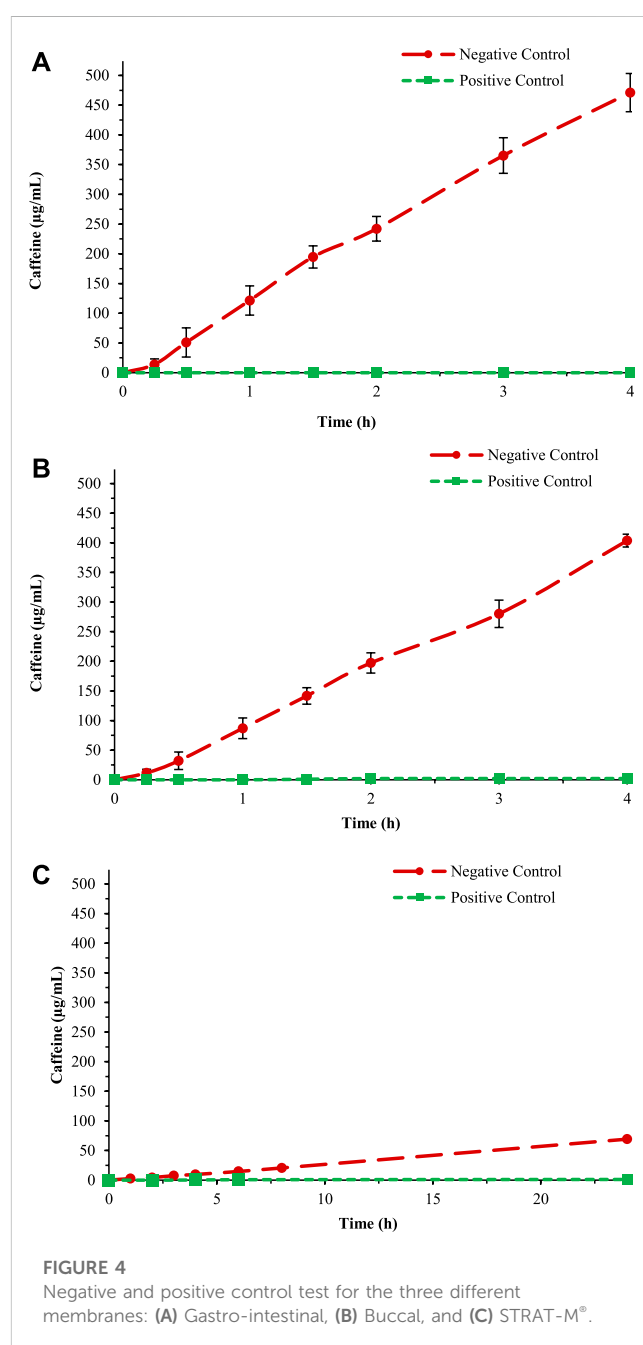 A
Negative Control
Positive Control
500
450
400
350
300
250
200
150
100
50
0
Caffeine (µg/mL)
0 1 2 3 4
Time (h)
B
Negative Control
Positive Control
500
450
400
350
300
250
200
150
100
50
0
Caffeine (µg/mL)
0 1 2 3 4
Time (h)
C
Negative Control
Positive Control
500
450
400
350
300
250
200
150
100
50
0
Caffeine (µg/mL)
0 5 10 15 20
Time (h)
FIGURE 4
Negative and positive control test for the three different
membranes: (A) Gastro-intestinal, (B) Buccal, and (C) STRAT-M®.